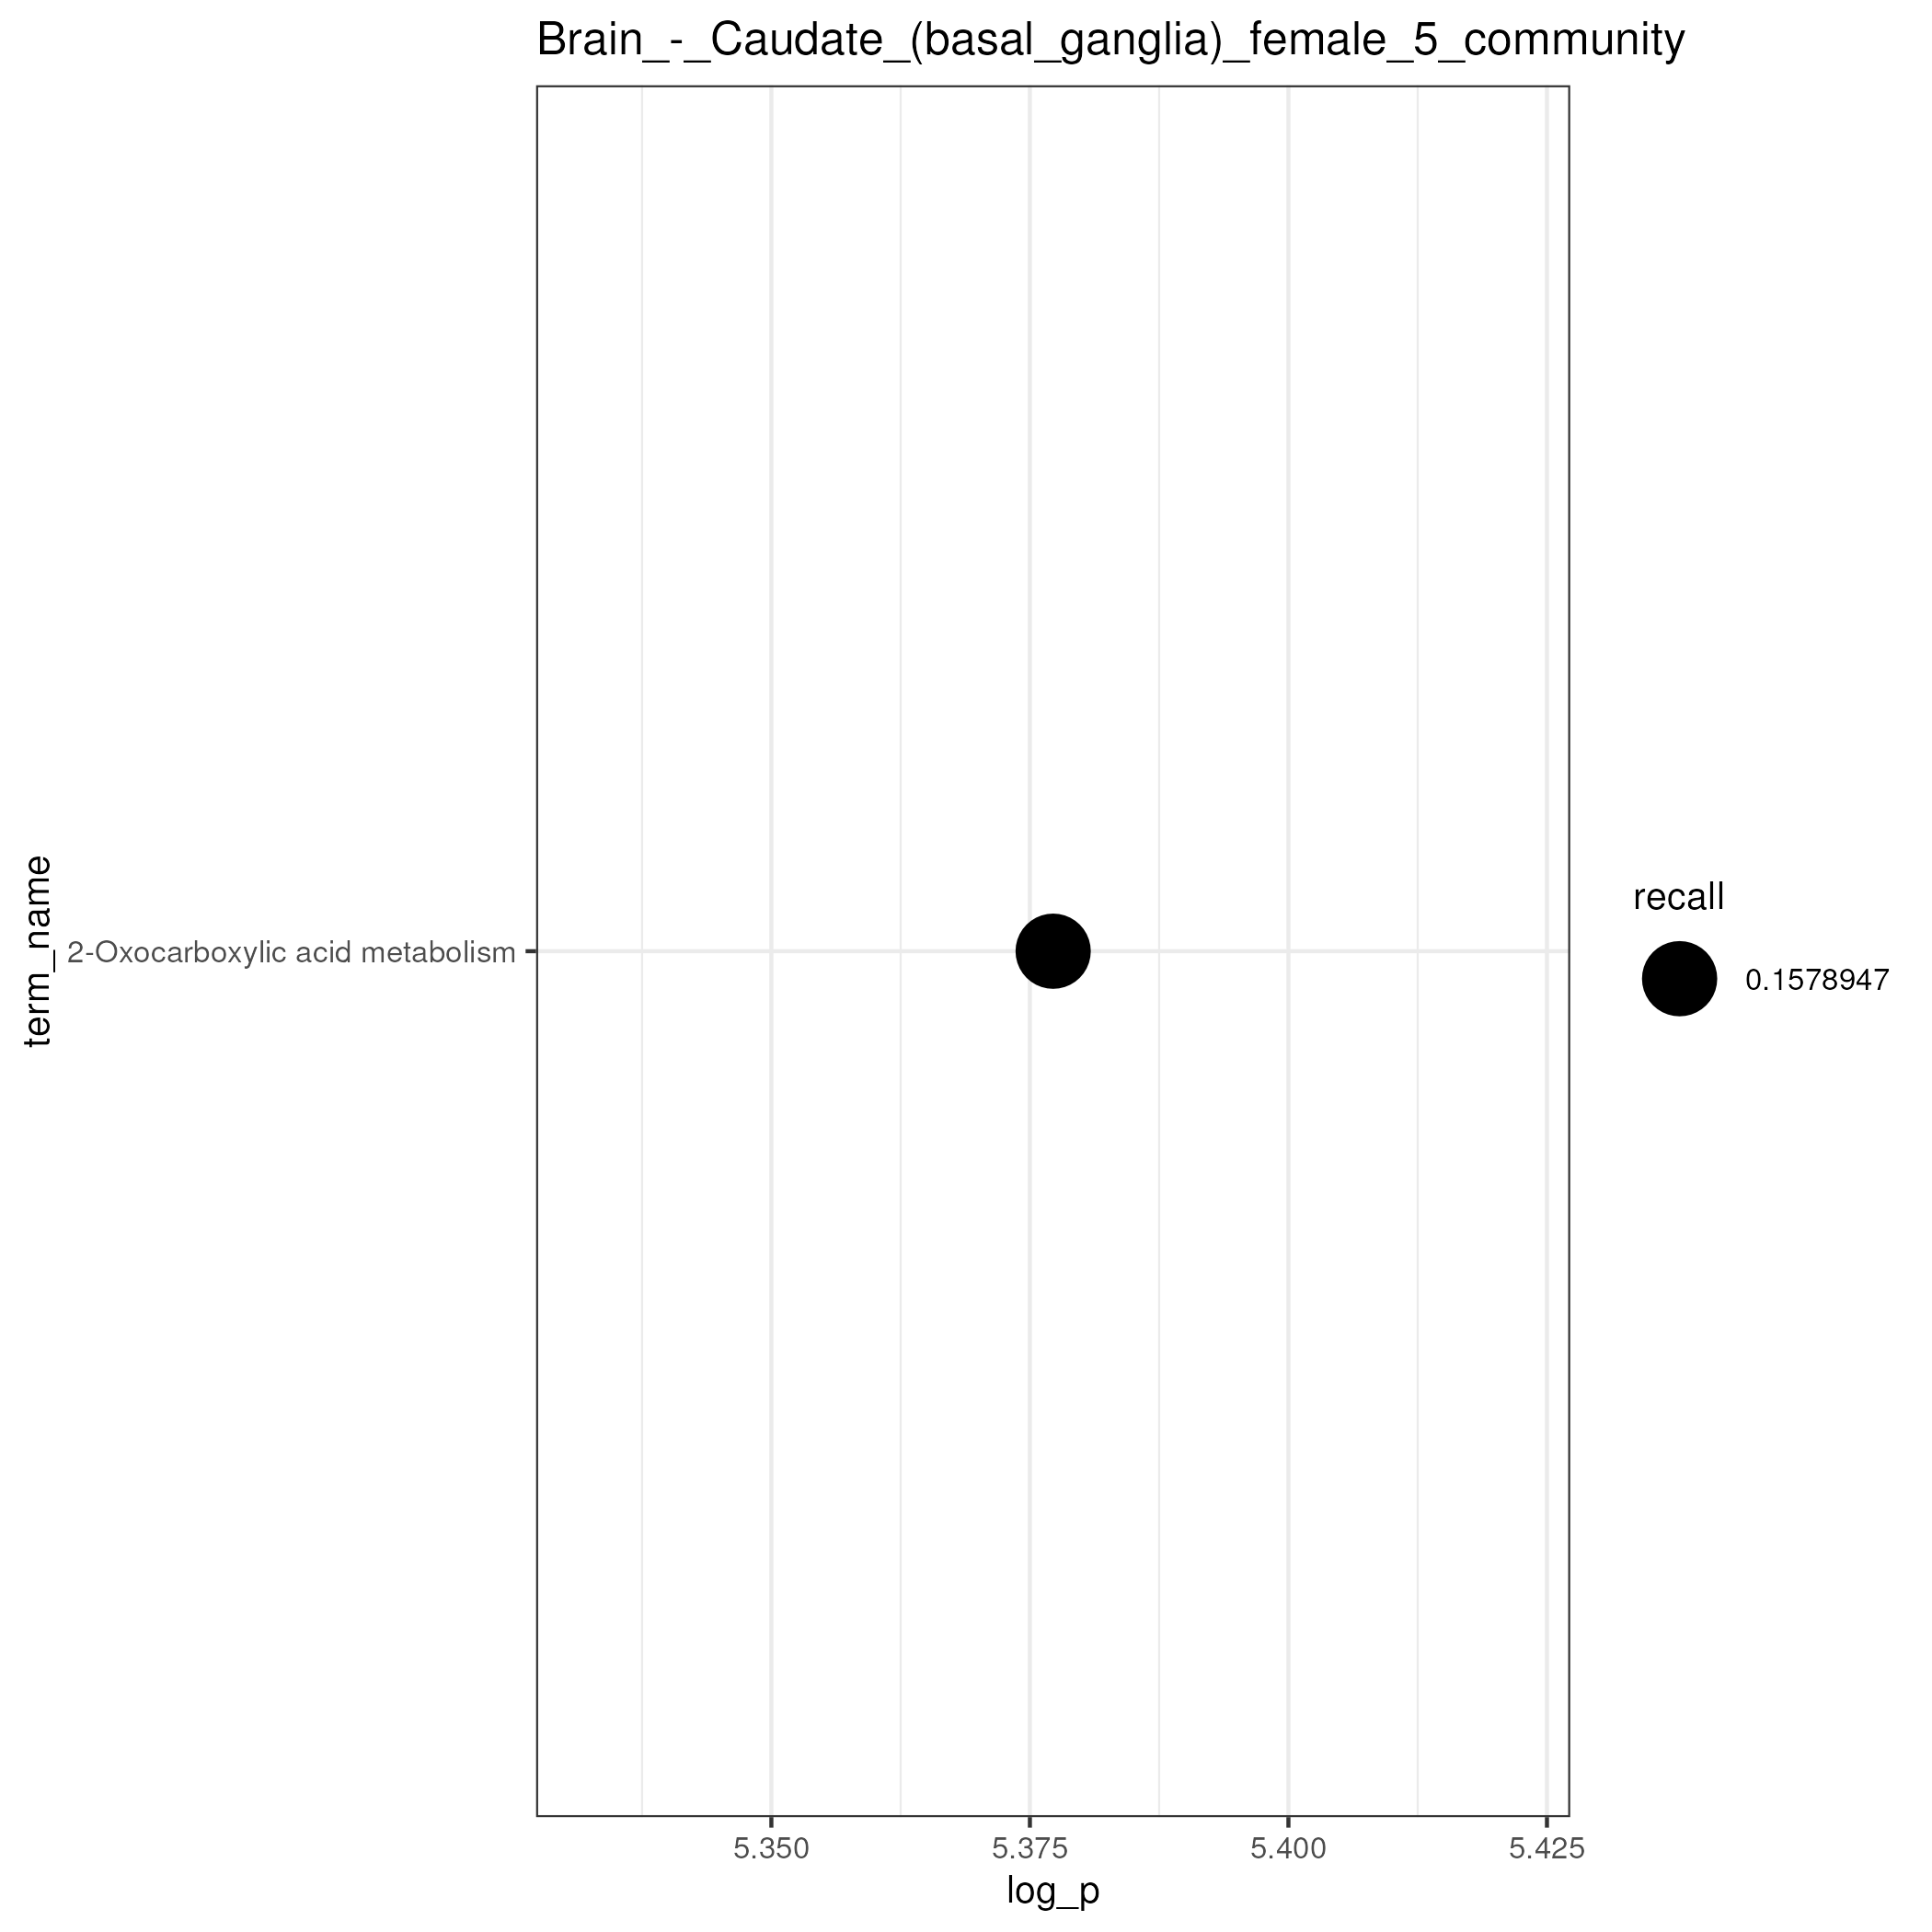 Brain_-_Caudate_(basal_ganglia)_female_5_community
term_name
2-Oxocarboxylic acid metabolism
recall
0.1578947
5.350 5.375 5.400 5.425
log_p